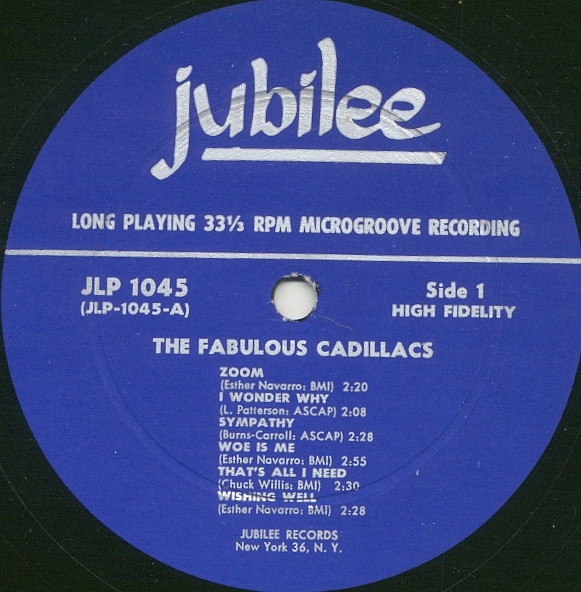 jubilee
LONG PLAYING 33⅓ RPM MICROGROOVE RECORDING
JLP 1045
(JLP-1045-A)
Side 1
HIGH FIDELITY
THE FABULOUS CADILLACS
ZOOM
(Esther Navarro; BMI) 2:20
I WONDER WHY
(L. Patterson; ASCAP) 2:08
SYMPATHY
(Burns-Carroll; ASCAP) 2:28
WOE IS ME
(Esther Navarro; BMI) 2:55
THAT'S ALL I NEED
(Chuck Willis; BMI) 2:30
WISHING WELL
(Esther Navarro; BMI) 2:28
JUBILEE RECORDS
New York 36, N. Y.